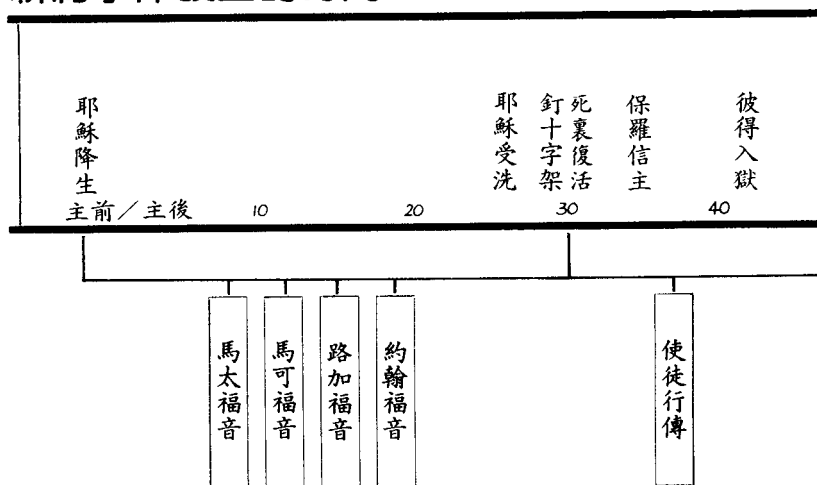 耶穌降生
耶穌受洗
釘十字架
死裏復活
保羅信主
彼得入獄
主前／主後 10 20 30 40
馬太福音
馬可福音
路加福音
約翰福音
使徒行傳